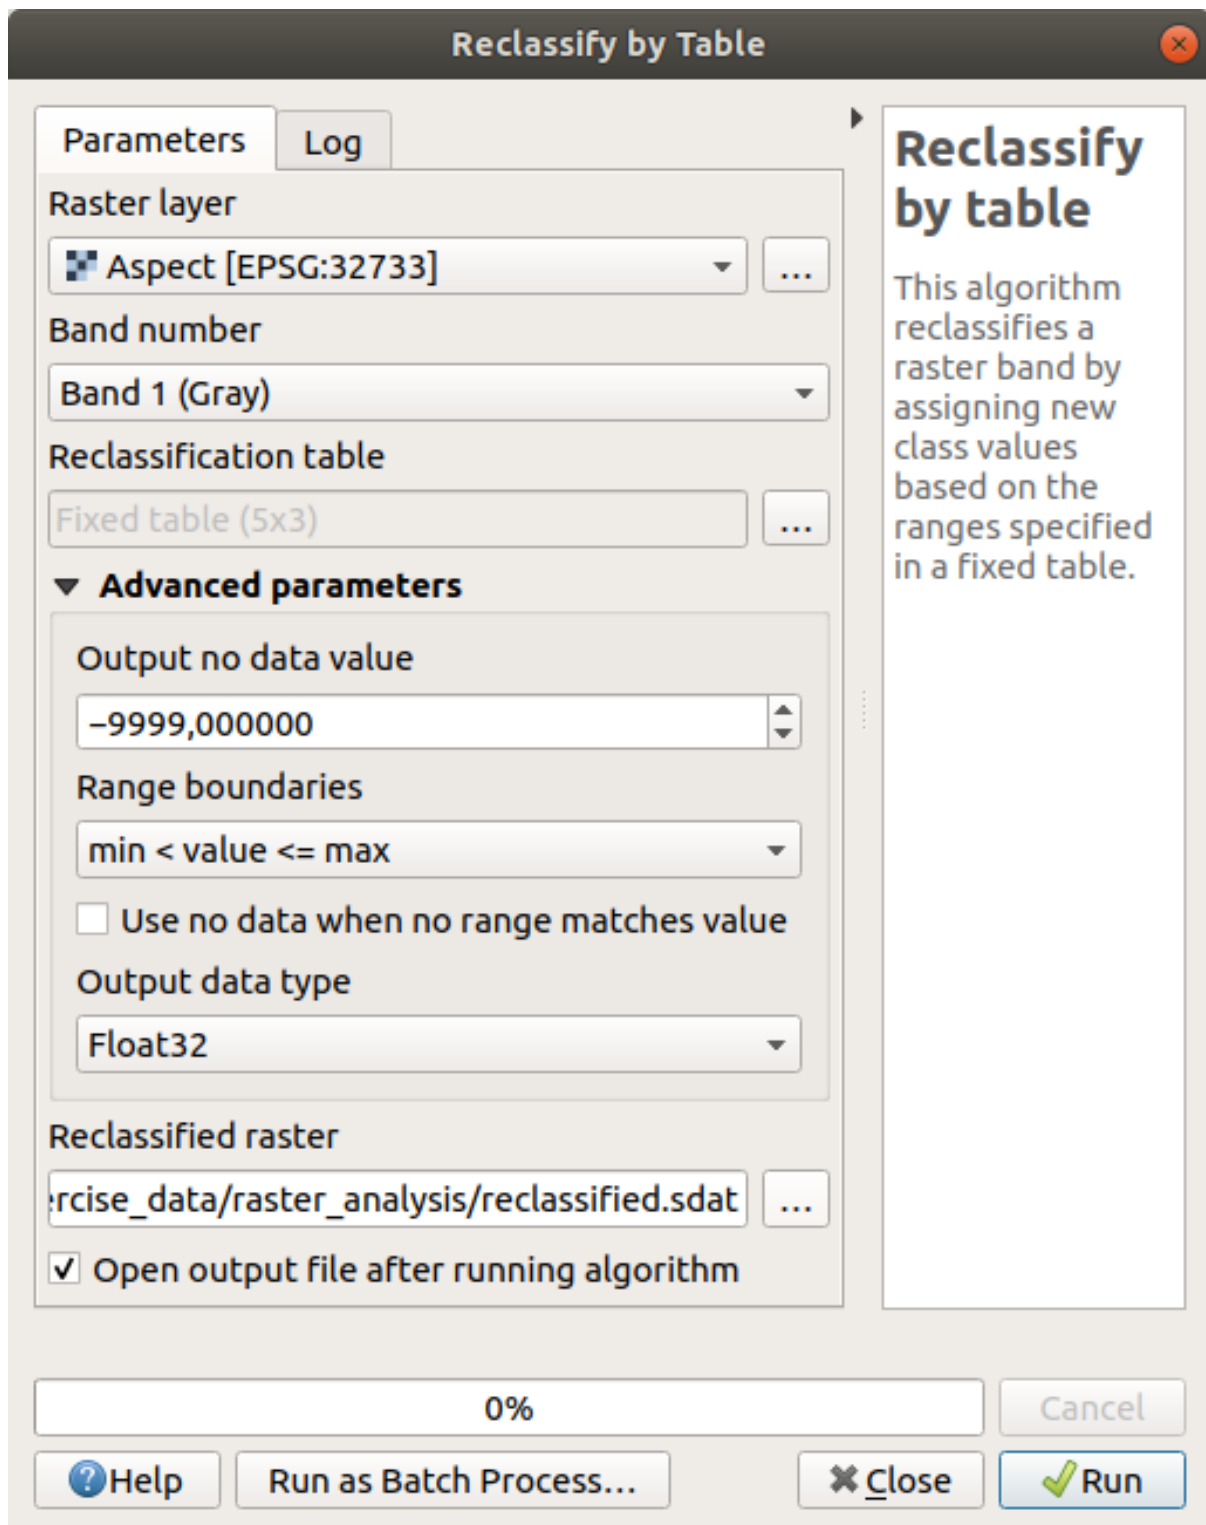 Reclassify by Table
Parameters
Log
Raster layer
Aspect [EPSG:32733]
...
Band number
Band 1 (Gray)
Reclassification table
Fixed table (5x3)
...
Advanced parameters
Output no data value
−9999,000000
Range boundaries
min < value <= max
Use no data when no range matches value
Output data type
Float32
Reclassified raster
ercise_data/raster_analysis/reclassified.sdat
...
Open output file after running algorithm
Reclassify
by table
This algorithm
reclassifies a
raster band by
assigning new
class values
based on the
ranges specified
in a fixed table.
0%
Cancel
Help
Run as Batch Process...
Close
Run